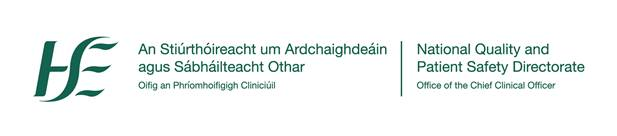 HSE
An Stiúrthóireacht um Ardchaighdeáin
agus Sábháilteacht Othar
Oifig an Phríomhoifigigh Cliniciúil
National Quality and
Patient Safety Directorate
Office of the Chief Clinical Officer